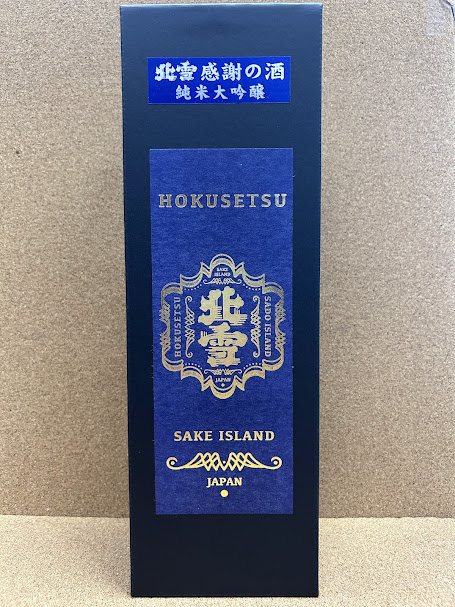 北雪 感謝の酒
純米大吟醸
HOKUSETSU
SAKE
ISLAND
HOKUSETSU
北雪
SADO ISLAND
JAPAN
SAKE ISLAND
JAPAN